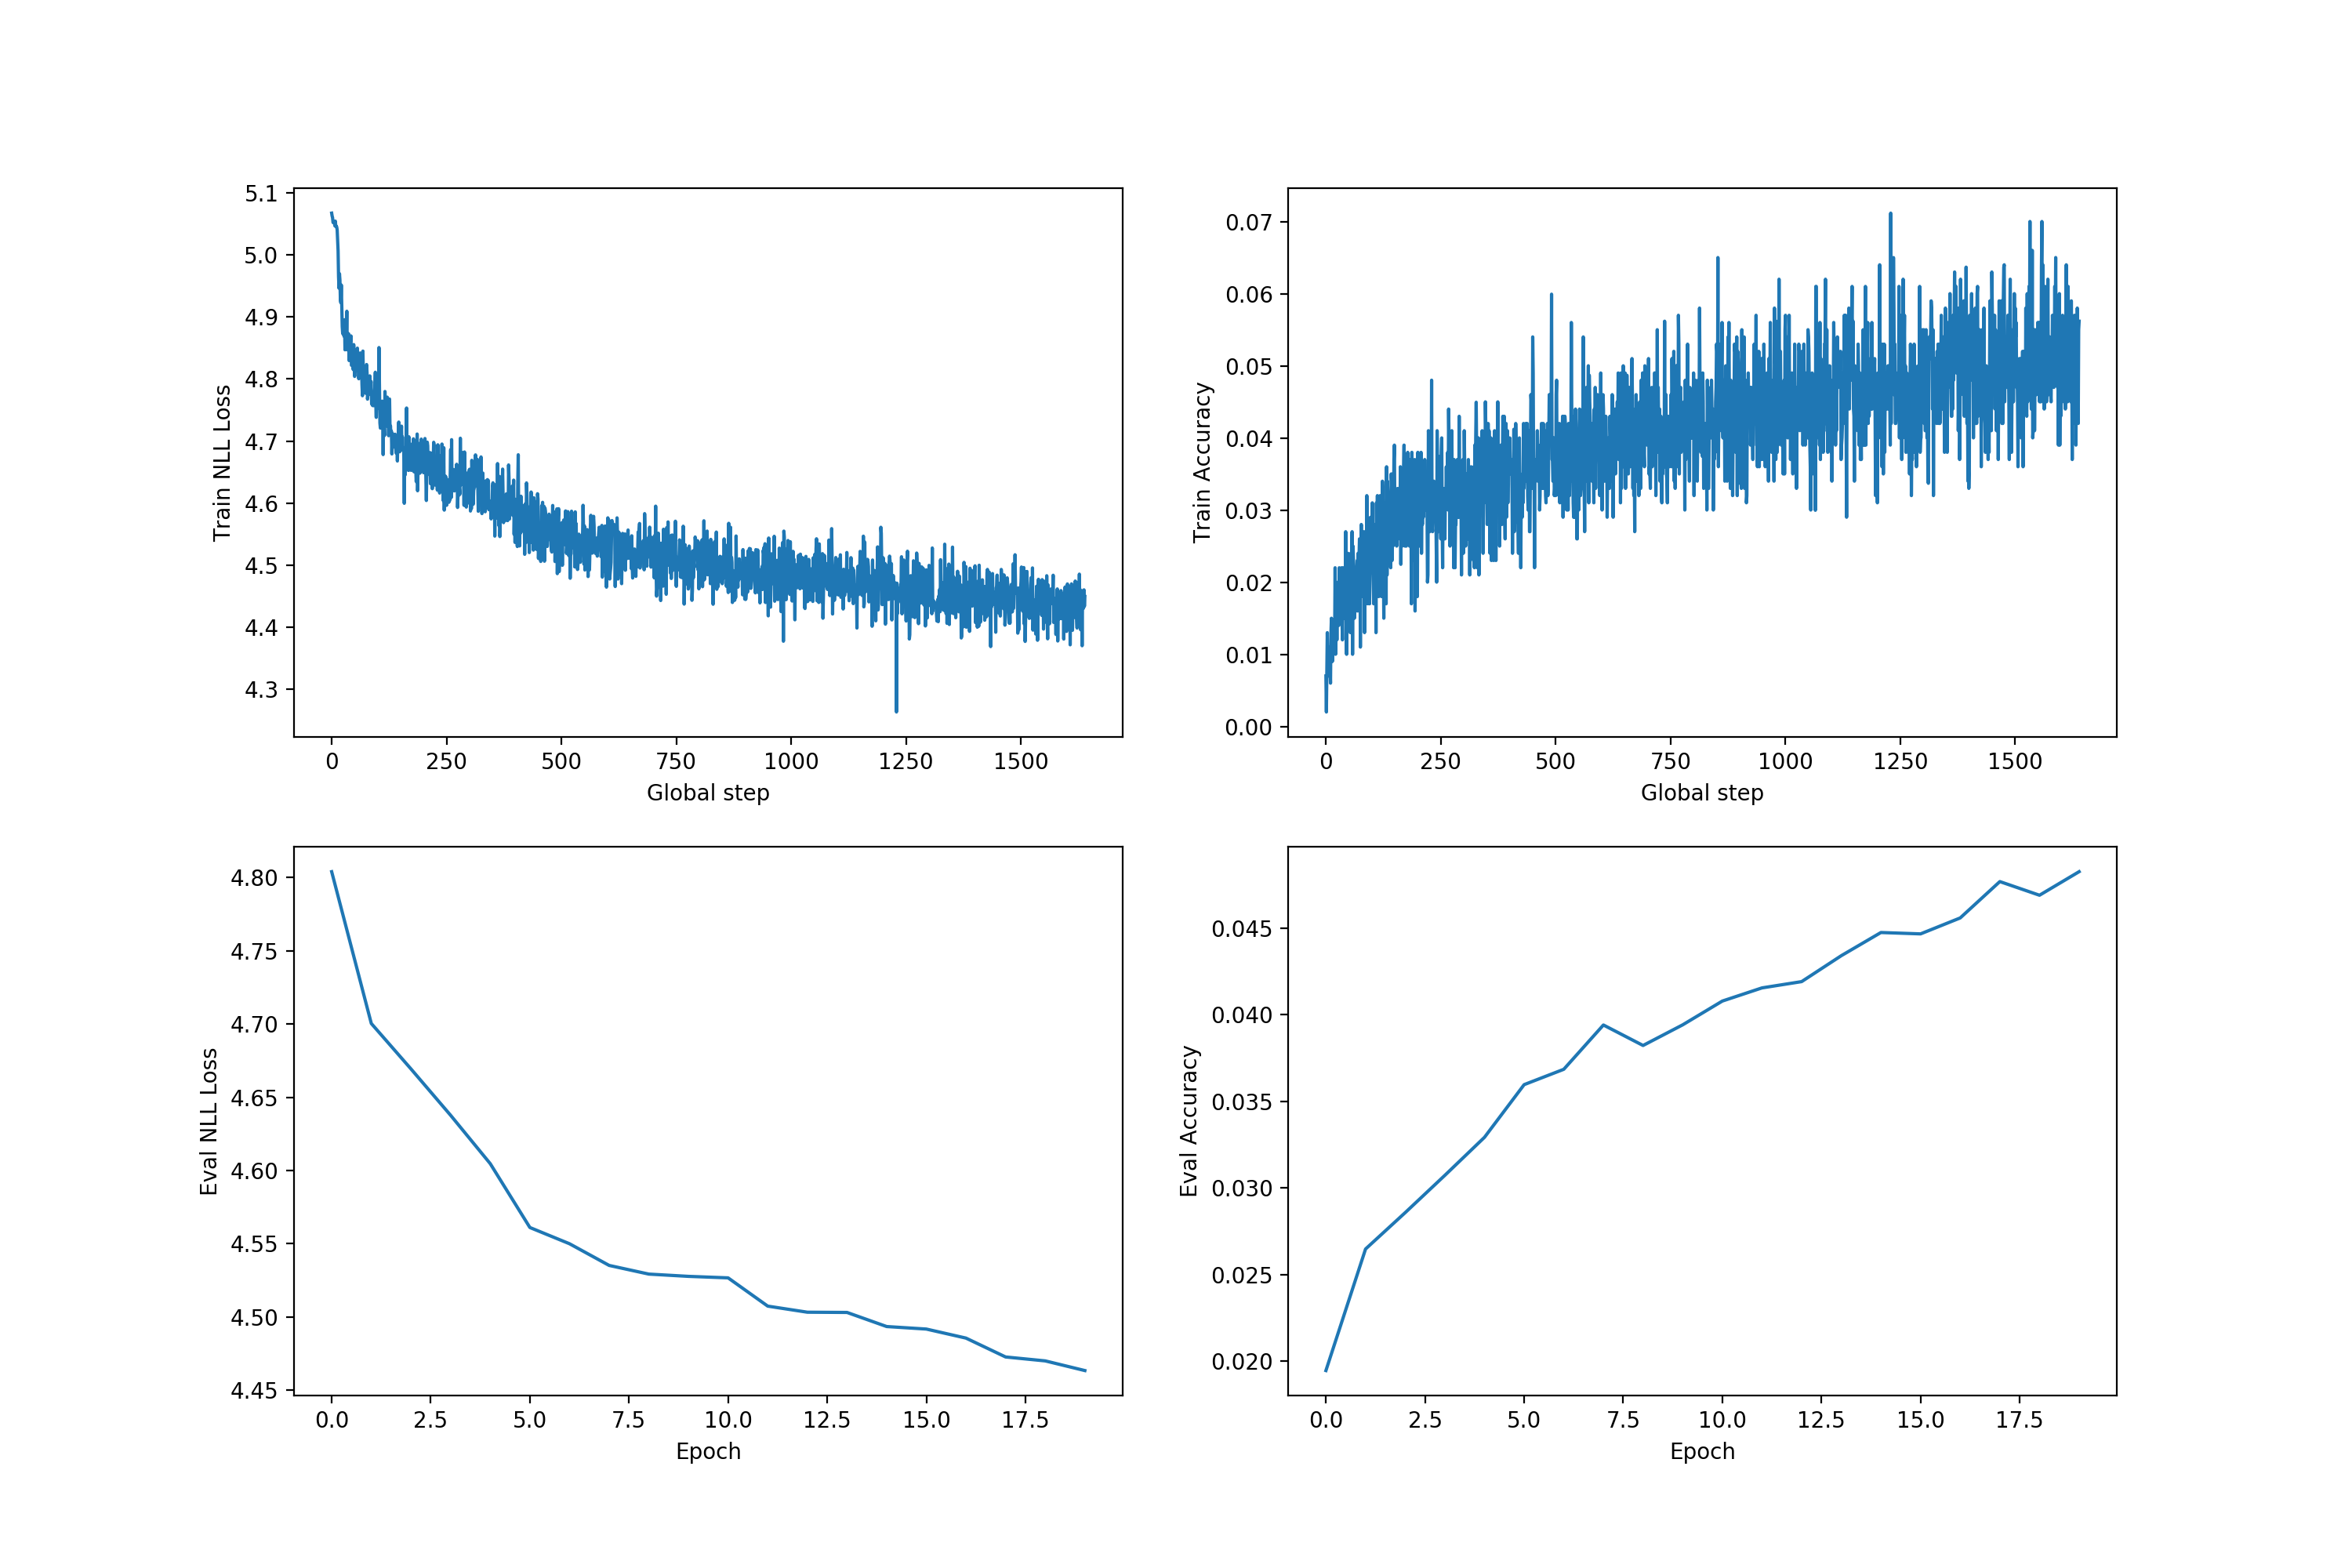 5.1
5.0
4.9
4.8
4.7
4.6
4.5
4.4
4.3
Train NLL Loss
0 250 500 750 1000 1250 1500
Global step
0.07
0.06
0.05
0.04
0.03
0.02
0.01
0.00
Train Accuracy
0 250 500 750 1000 1250 1500
Global step
4.80
4.75
4.70
4.65
4.60
4.55
4.50
4.45
Eval NLL Loss
0.0 2.5 5.0 7.5 10.0 12.5 15.0 17.5
Epoch
0.045
0.040
0.035
0.030
0.025
0.020
Eval Accuracy
0.0 2.5 5.0 7.5 10.0 12.5 15.0 17.5
Epoch